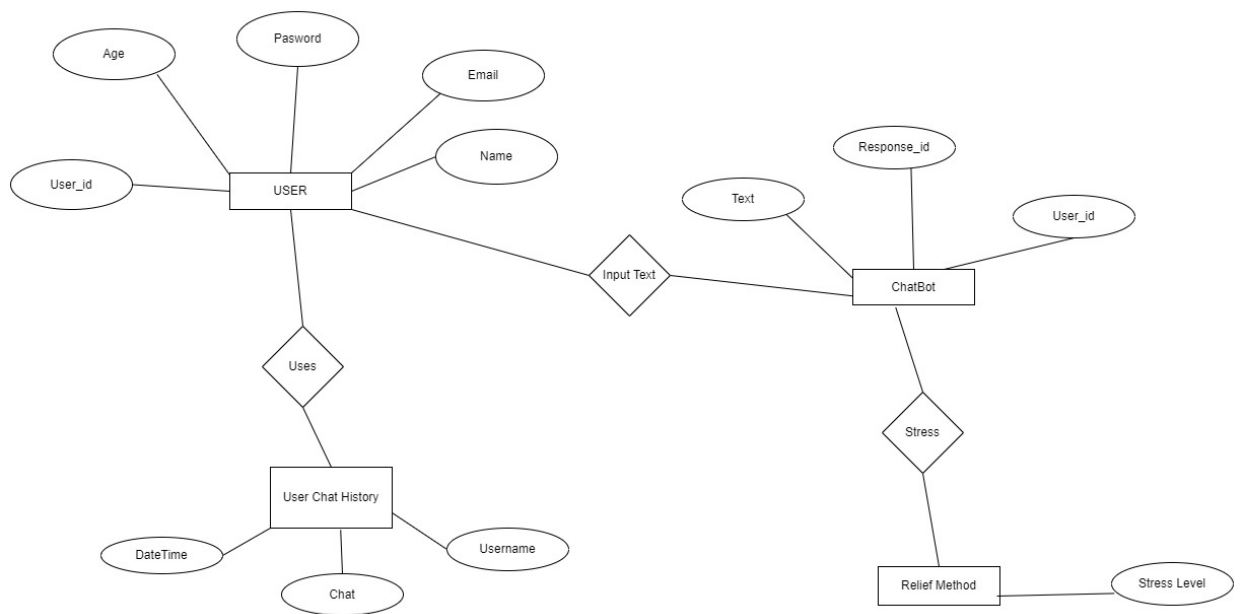 Pasword
Age
Email
Name
User_id
USER
Response_id
Text
User_id
Input Text
ChatBot
Uses
Stress
User Chat History
DateTime
Username
Chat
Relief Method
Stress Level